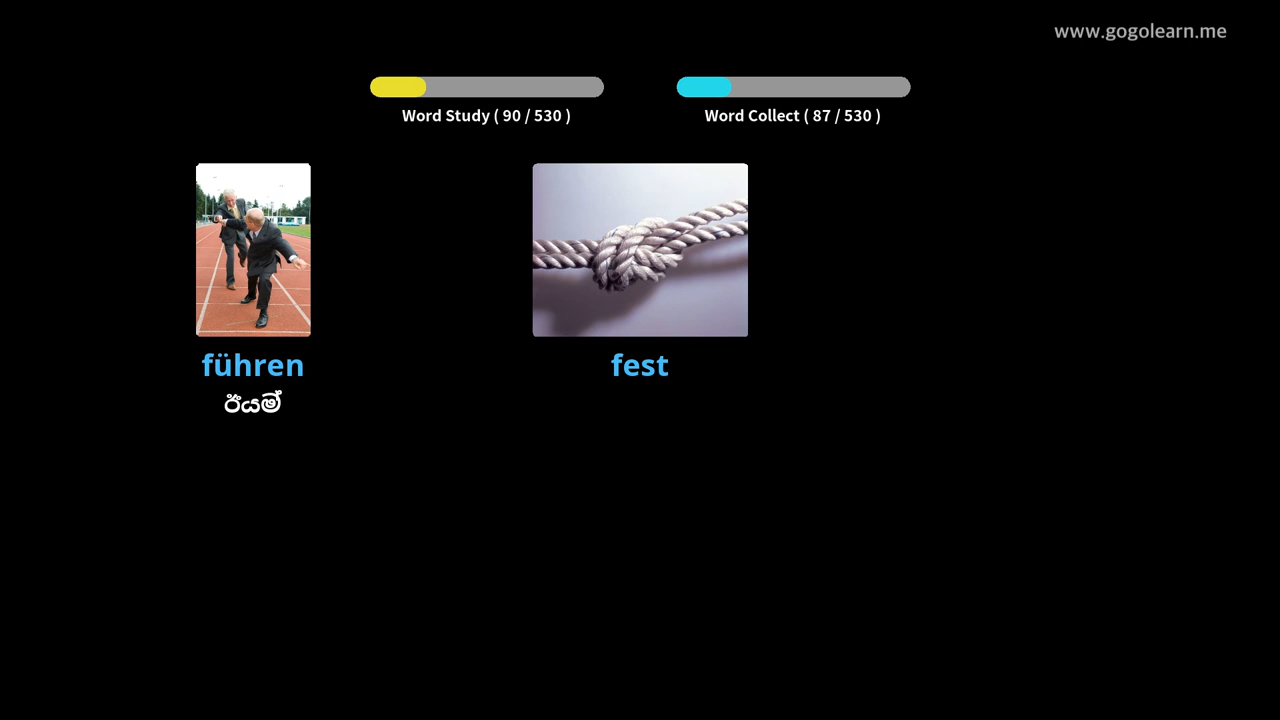 www.gogolearn.me
Word Study ( 90 / 530 )
Word Collect ( 87 / 530 )
führen
ඊයම්
fest